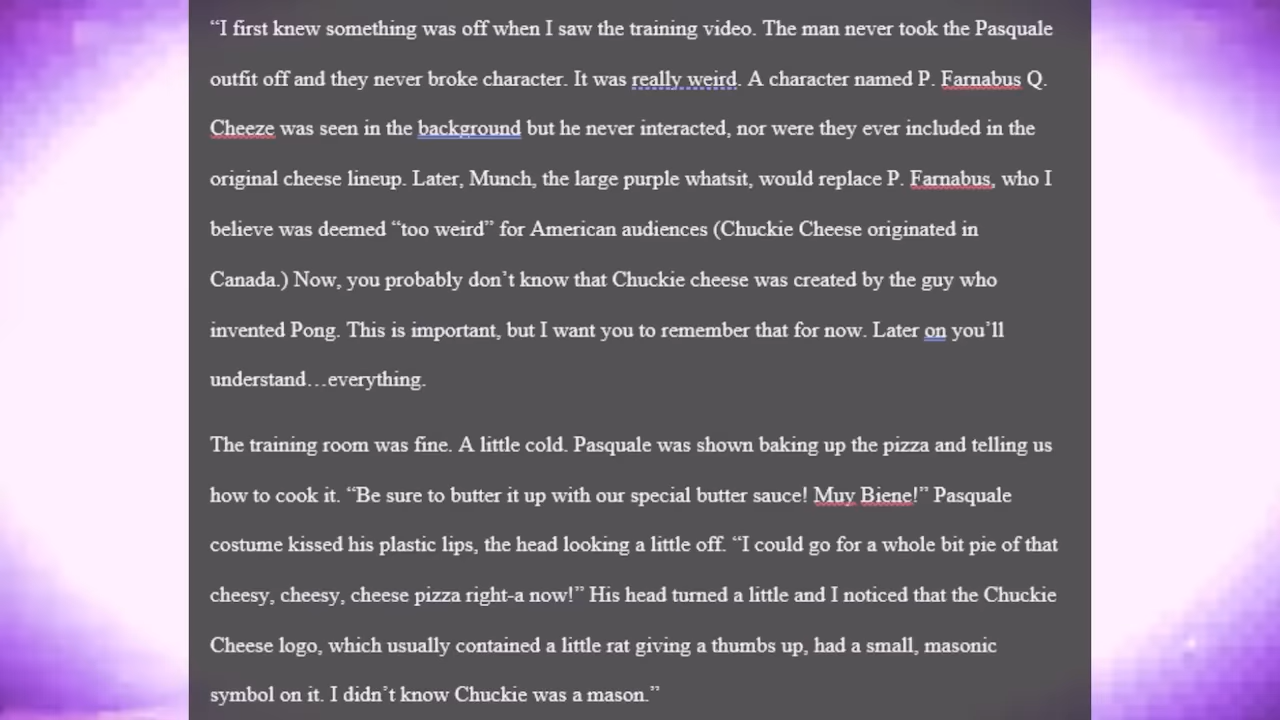 “I first knew something was off when I saw the training video. The man never took the Pasquale
outfit off and they never broke character. It was really weird. A character named P. Farnabus Q.
Cheeze was seen in the background but he never interacted, nor were they ever included in the
original cheese lineup. Later, Munch, the large purple whatsit, would replace P. Farnabus, who I
believe was deemed “too weird” for American audiences (Chuckie Cheese originated in
Canada.) Now, you probably don’t know that Chuckie cheese was created by the guy who
invented Pong. This is important, but I want you to remember that for now. Later on you’ll
understand…everything.
The training room was fine. A little cold. Pasquale was shown baking up the pizza and telling us
how to cook it. “Be sure to butter it up with our special butter sauce! Muy Biene!” Pasquale
costume kissed his plastic lips, the head looking a little off. “I could go for a whole bit pie of that
cheesy, cheesy, cheese pizza right-a now!” His head turned a little and I noticed that the Chuckie
Cheese logo, which usually contained a little rat giving a thumbs up, had a small, masonic
symbol on it. I didn’t know Chuckie was a mason.”